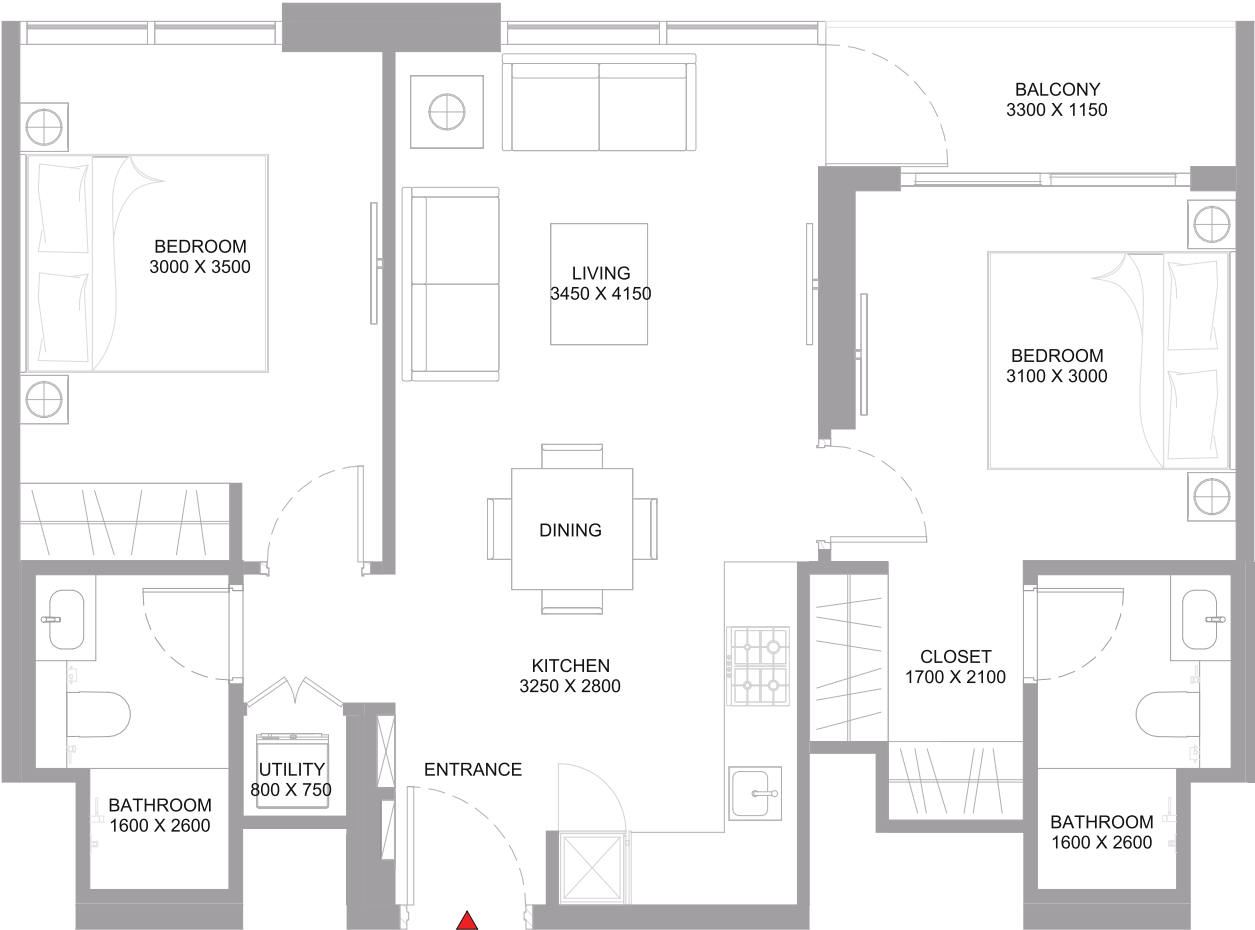 BALCONY
3300 X 1150
BEDROOM
3000 X 3500
LIVING
3450 X 4150
BEDROOM
3100 X 3000
DINING
KITCHEN
3250 X 2800
CLOSET
1700 X 2100
ENTRANCE
UTILITY
800 X 750
BATHROOM
1600 X 2600
BATHROOM
1600 X 2600